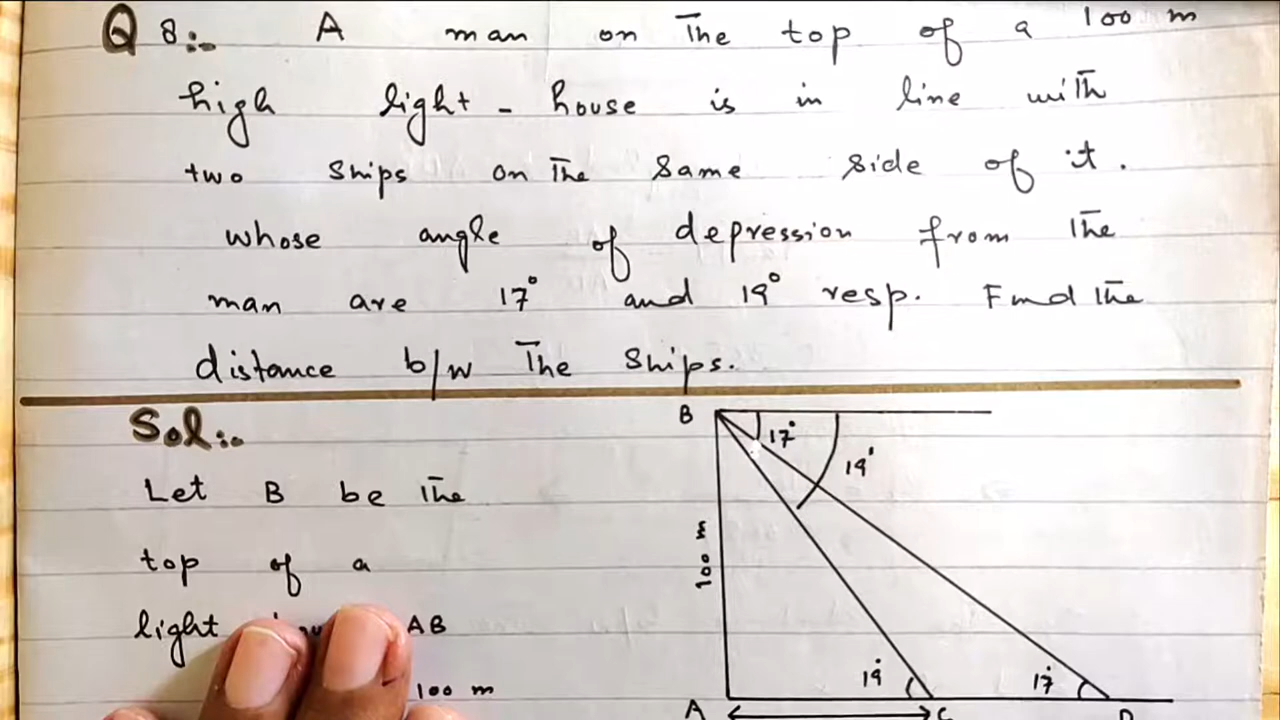 Q 8:- A man on The top of a 100 m
high light - house is in line with
two Ships on The Same Side of it.
whose angle of depression from The
man are 17° and 19° resp. Find The
distance b/w The Ships.
Sol:-
Let B be The
top of a
light AB
100 m
B
17°
19°
100 m
19°
17°
A C D